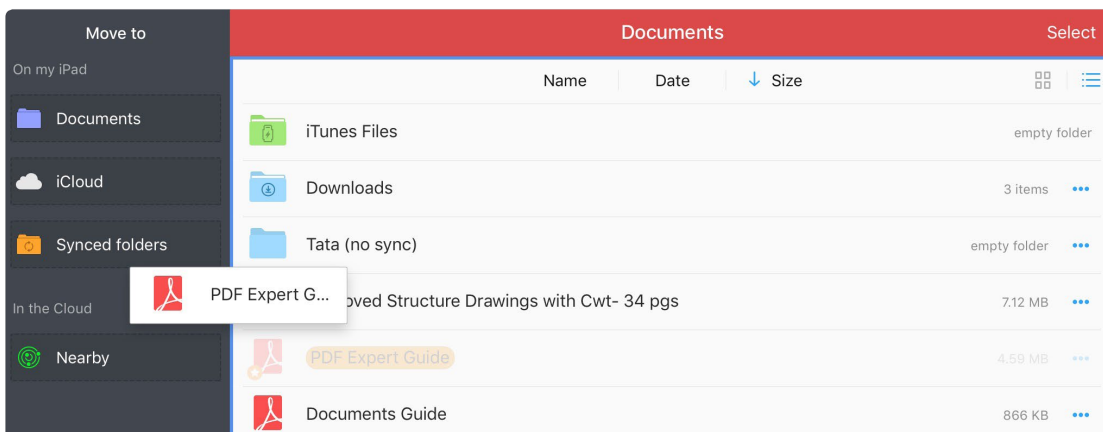 Move to
On my iPad
Documents
iCloud
Synced folders
In the Cloud
Nearby
Documents
Select
Name Date Size
iTunes Files empty folder
Downloads 3 items
Tata (no sync) empty folder
PDF Expert G...
Structure Drawings with Cwt- 34 pgs 7.12 MB
PDF Expert Guide 4.59 MB
Documents Guide 866 KB